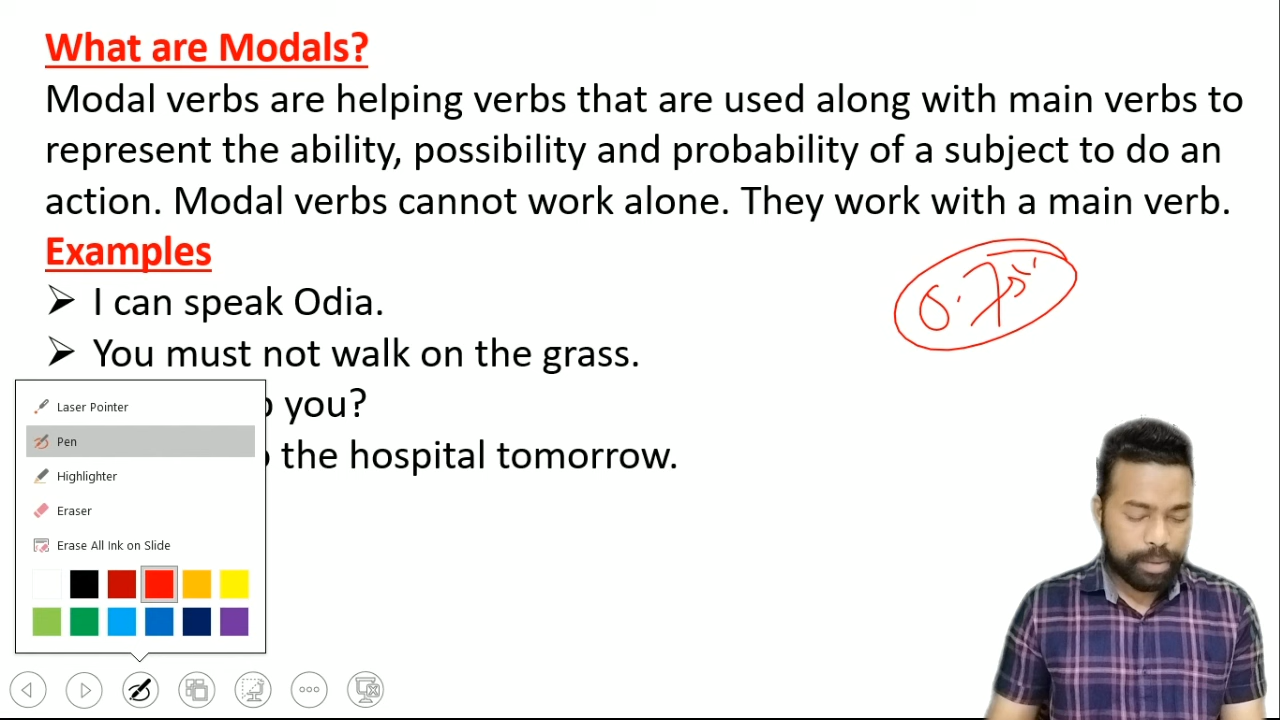 What are Modals?
Modal verbs are helping verbs that are used along with main verbs to
represent the ability, possibility and probability of a subject to do an
action. Modal verbs cannot work alone. They work with a main verb.
Examples
➢ I can speak Odia.
0.75
➢ You must not walk on the grass.
you?
the hospital tomorrow.
Laser Pointer
Pen
Highlighter
Eraser
Erase All Ink on Slide